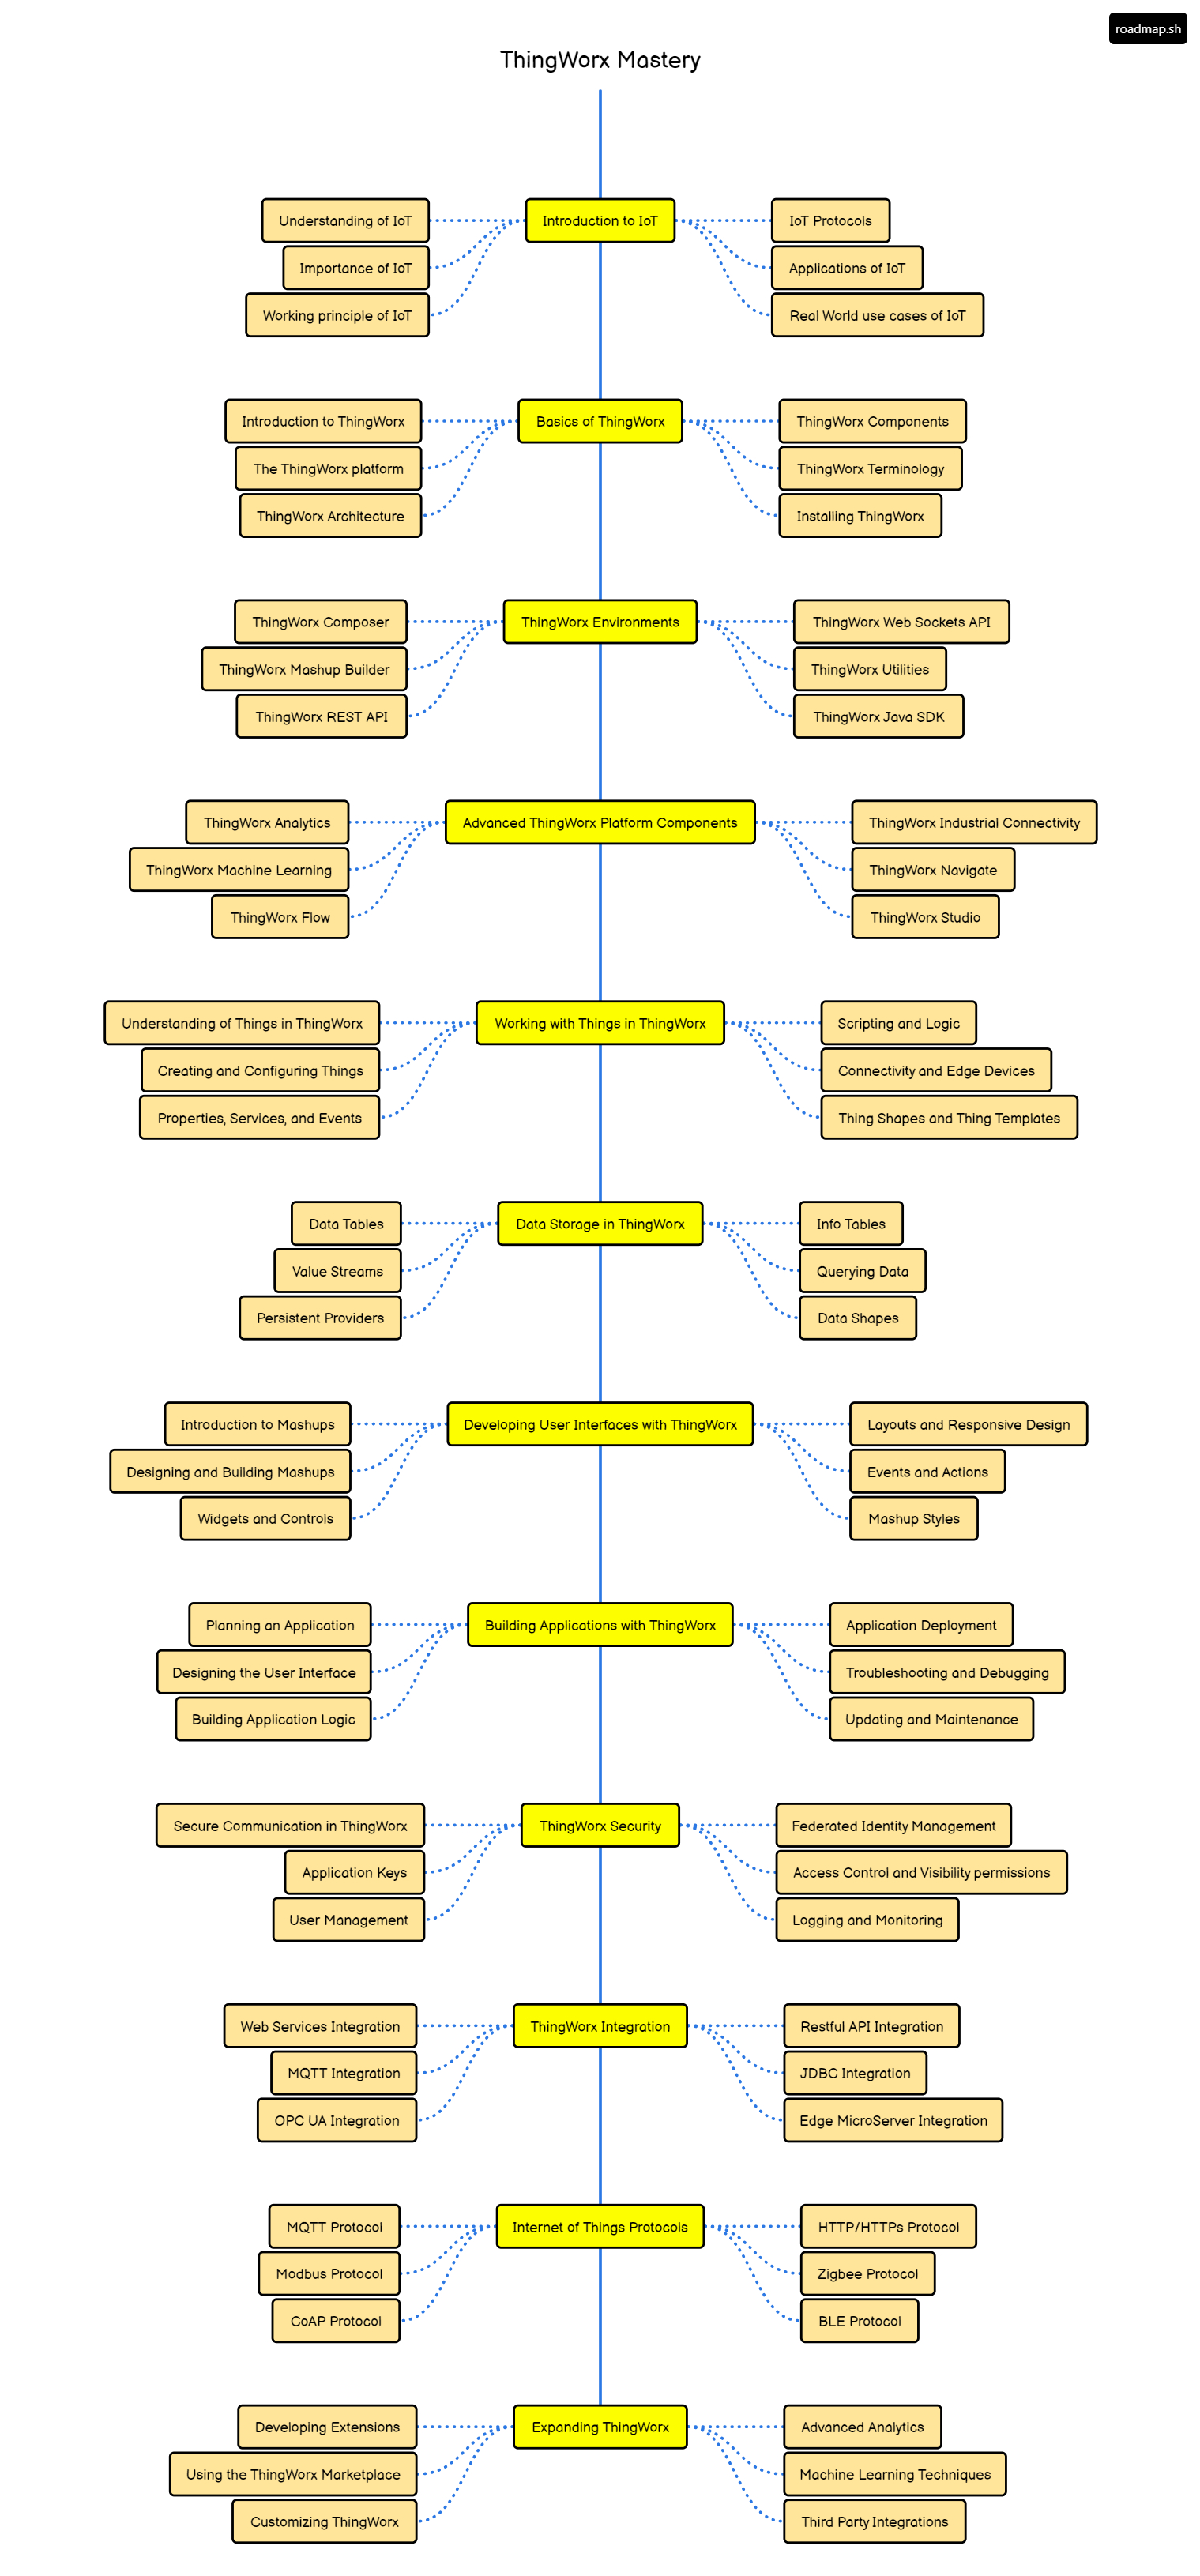 roadmap.sh
ThingWorx Mastery
Understanding of IoT
Importance of IoT
Working principle of IoT
Introduction to IoT
IoT Protocols
Applications of IoT
Real World use cases of IoT
Introduction to ThingWorx
The ThingWorx platform
ThingWorx Architecture
Basics of ThingWorx
ThingWorx Components
ThingWorx Terminology
Installing ThingWorx
ThingWorx Composer
ThingWorx Mashup Builder
ThingWorx REST API
ThingWorx Environments
ThingWorx Web Sockets API
ThingWorx Utilities
ThingWorx Java SDK
ThingWorx Analytics
ThingWorx Machine Learning
ThingWorx Flow
Advanced ThingWorx Platform Components
ThingWorx Industrial Connectivity
ThingWorx Navigate
ThingWorx Studio
Understanding of Things in ThingWorx
Creating and Configuring Things
Properties, Services, and Events
Working with Things in ThingWorx
Scripting and Logic
Connectivity and Edge Devices
Thing Shapes and Thing Templates
Data Tables
Value Streams
Persistent Providers
Data Storage in ThingWorx
Info Tables
Querying Data
Data Shapes
Introduction to Mashups
Designing and Building Mashups
Widgets and Controls
Developing User Interfaces with ThingWorx
Layouts and Responsive Design
Events and Actions
Mashup Styles
Planning an Application
Designing the User Interface
Building Application Logic
Building Applications with ThingWorx
Application Deployment
Troubleshooting and Debugging
Updating and Maintenance
Secure Communication in ThingWorx
Application Keys
User Management
ThingWorx Security
Federated Identity Management
Access Control and Visibility permissions
Logging and Monitoring
Web Services Integration
MQTT Integration
OPC UA Integration
ThingWorx Integration
Restful API Integration
JDBC Integration
Edge MicroServer Integration
MQTT Protocol
Modbus Protocol
CoAP Protocol
Internet of Things Protocols
HTTP/HTTPs Protocol
Zigbee Protocol
BLE Protocol
Developing Extensions
Using the ThingWorx Marketplace
Customizing ThingWorx
Expanding ThingWorx
Advanced Analytics
Machine Learning Techniques
Third Party Integrations